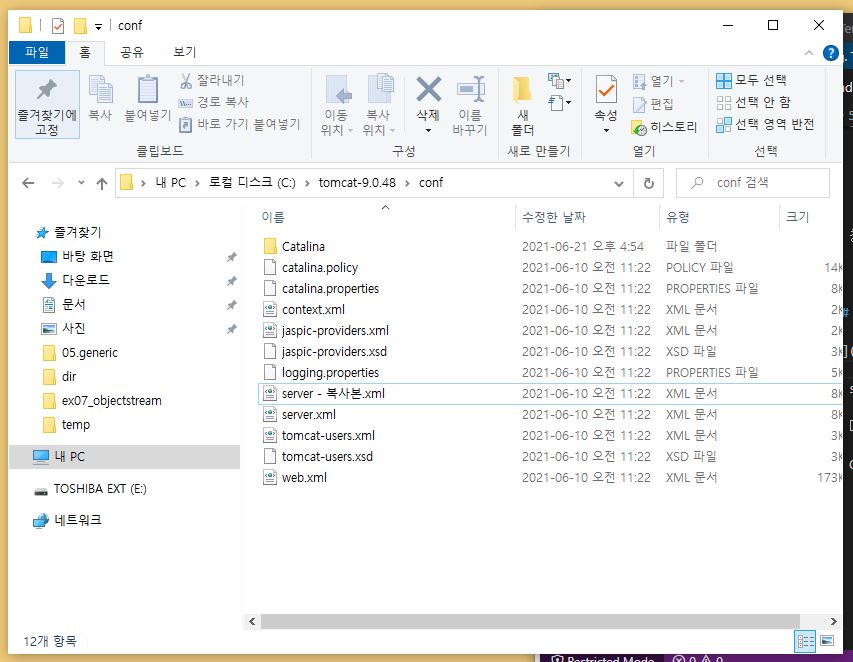 conf
파일 홈 공유 보기
즐겨찾기에 고정
복사
붙여넣기
잘라내기
경로 복사
바로 가기 붙여넣기
클립보드
이동 위치
복사 위치
삭제
이름 바꾸기
구성
새 폴더
새로 만들기
속성
열기
편집
히스토리
열기
모두 선택
선택 안 함
선택 영역 반전
선택
내 PC > 로컬 디스크 (C:) > tomcat-9.0.48 > conf
conf 검색
즐겨찾기
바탕 화면
다운로드
문서
사진
05.generic
dir
ex07_objectstream
temp
내 PC
TOSHIBA EXT (E:)
네트워크
이름 수정한 날짜 유형 크기
Catalina 2021-06-21 오후 4:54 파일 폴더
catalina.policy 2021-06-10 오전 11:22 POLICY 파일 14K
catalina.properties 2021-06-10 오전 11:22 PROPERTIES 파일 8K
context.xml 2021-06-10 오전 11:22 XML 문서 2K
jaspic-providers.xml 2021-06-10 오전 11:22 XML 문서 2K
jaspic-providers.xsd 2021-06-10 오전 11:22 XSD 파일 3K
logging.properties 2021-06-10 오전 11:22 PROPERTIES 파일 5K
server - 복사본.xml 2021-06-10 오전 11:22 XML 문서 8K
server.xml 2021-06-10 오전 11:22 XML 문서 8K
tomcat-users.xml 2021-06-10 오전 11:22 XML 문서 3K
tomcat-users.xsd 2021-06-10 오전 11:22 XSD 파일 3K
web.xml 2021-06-10 오전 11:22 XML 문서 173K
12개 항목
Restricted Mode 0 0